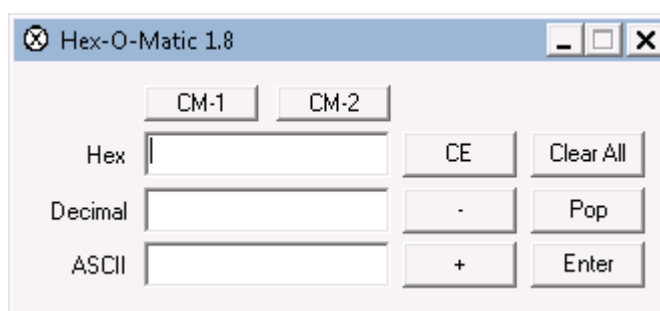 Hex-O-Matic 1.8
CM-1 CM-2
Hex CE Clear All
Decimal - Pop
ASCII + Enter